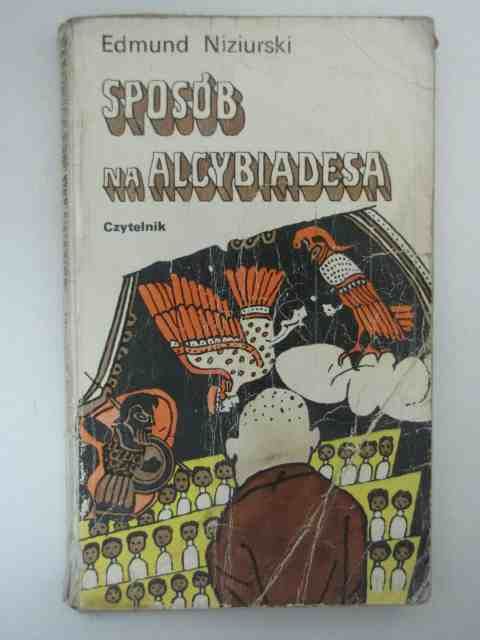 Edmund Niziurski
SPOSÓB
NA ALCYBIADESA
Czytelnik